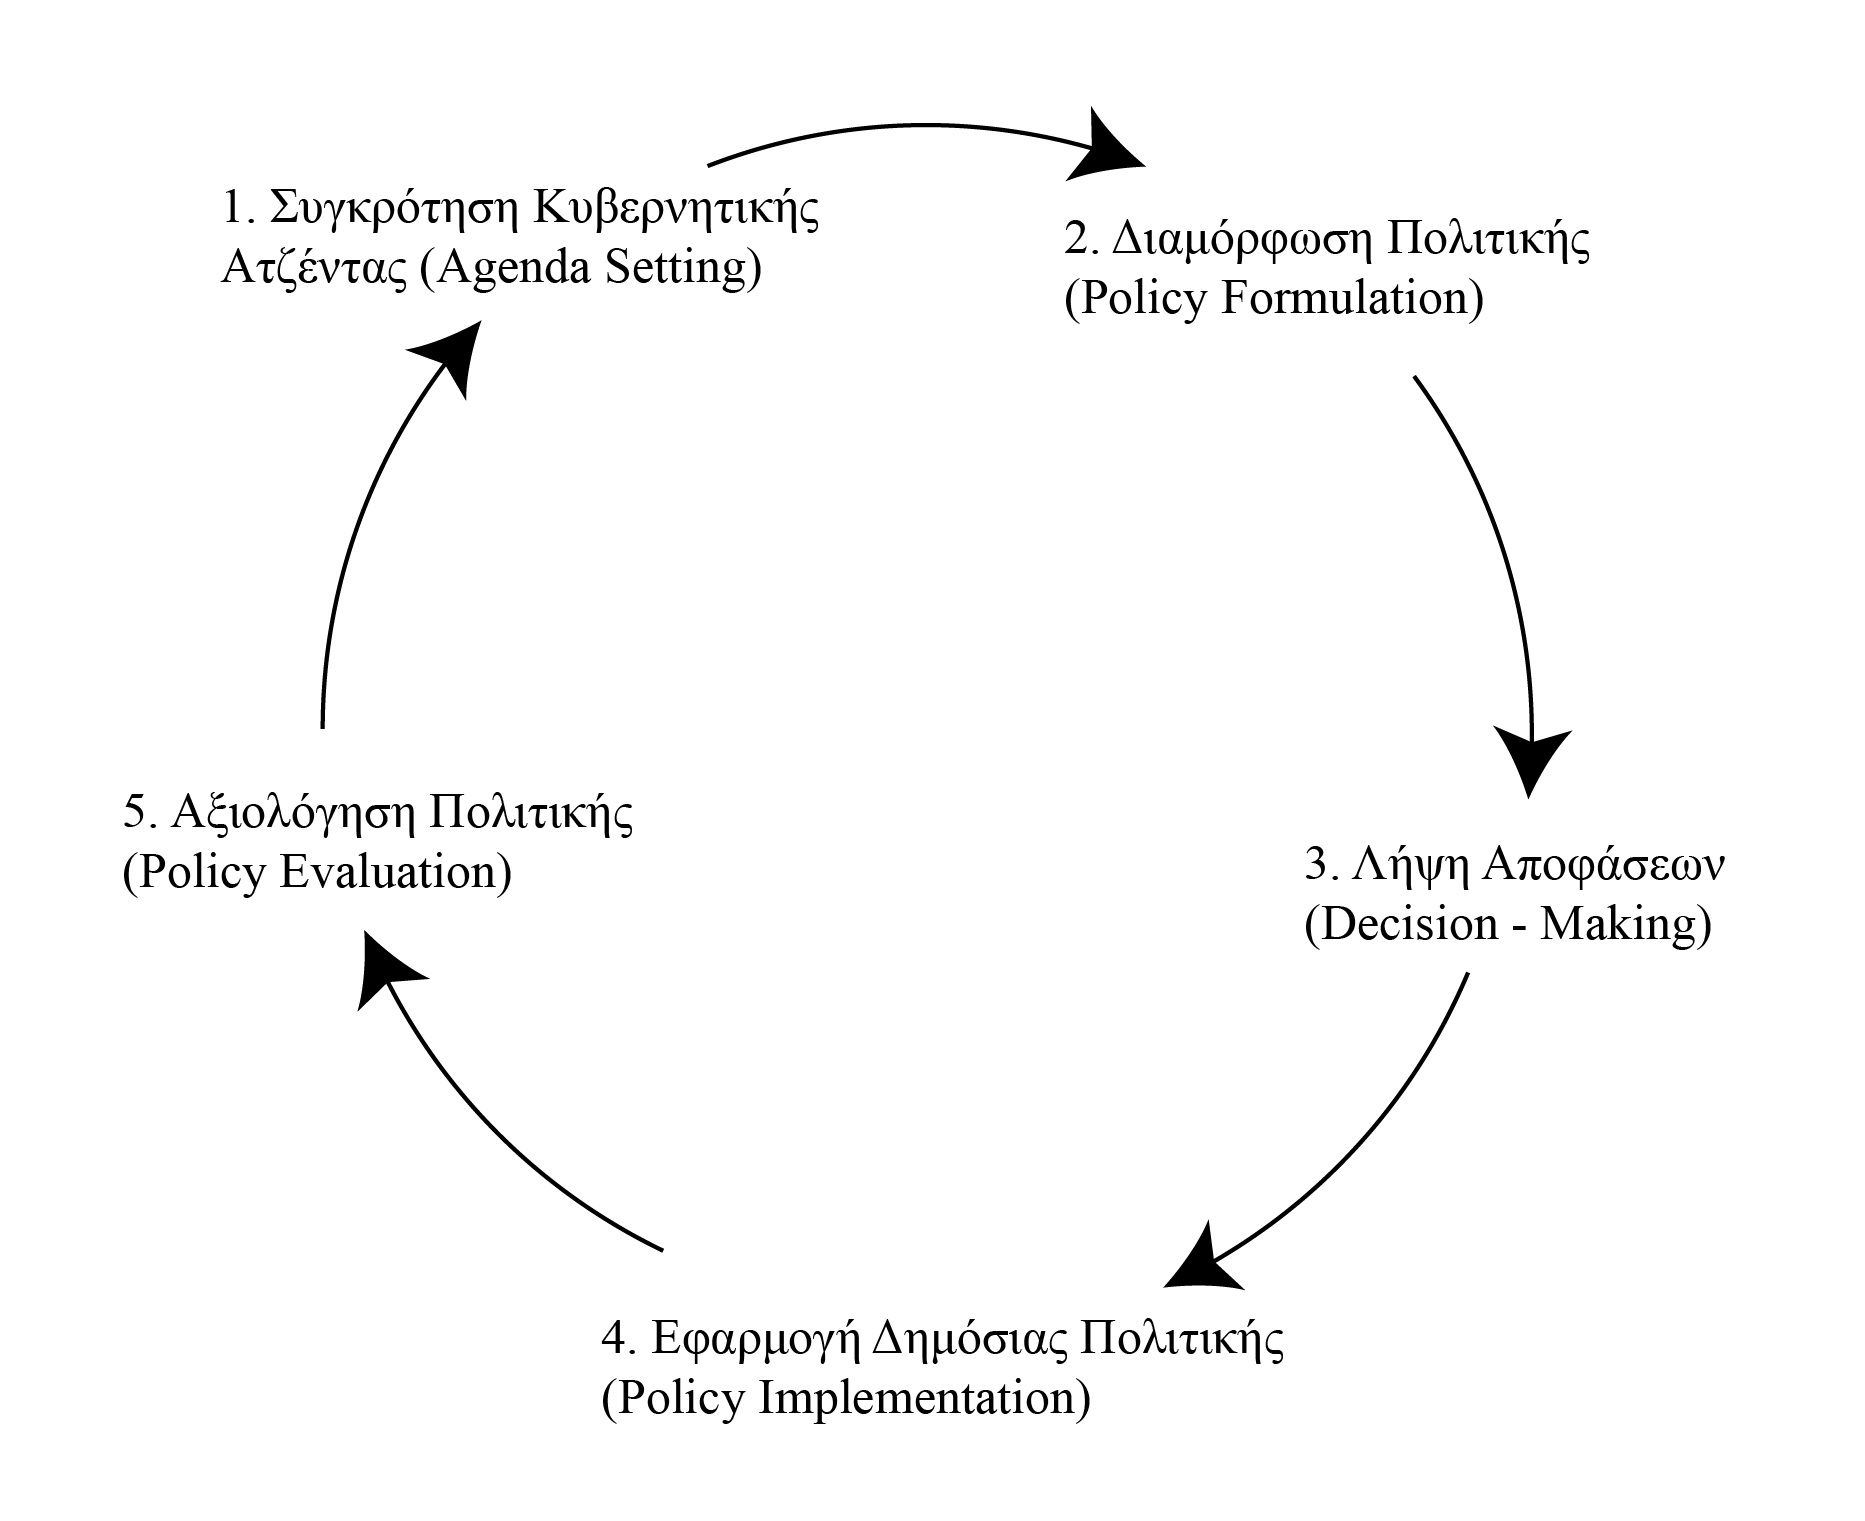 1. Συγκρότηση Κυβερνητικής
Ατζέντας (Agenda Setting)
2. Διαμόρφωση Πολιτικής
(Policy Formulation)
3. Λήψη Αποφάσεων
(Decision - Making)
4. Εφαρμογή Δημόσιας Πολιτικής
(Policy Implementation)
5. Αξιολόγηση Πολιτικής
(Policy Evaluation)